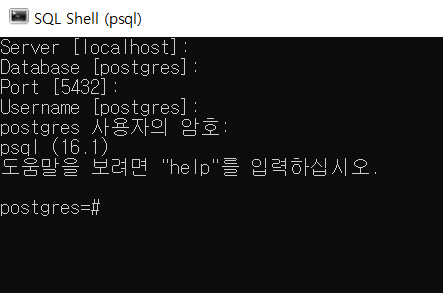 SQL Shell (psql)
Server [localhost]:
Database [postgres]:
Port [5432]:
Username [postgres]:
postgres 사용자의 암호:
psql (16.1)
도움말을 보려면 "help"를 입력하십시오.
postgres=#